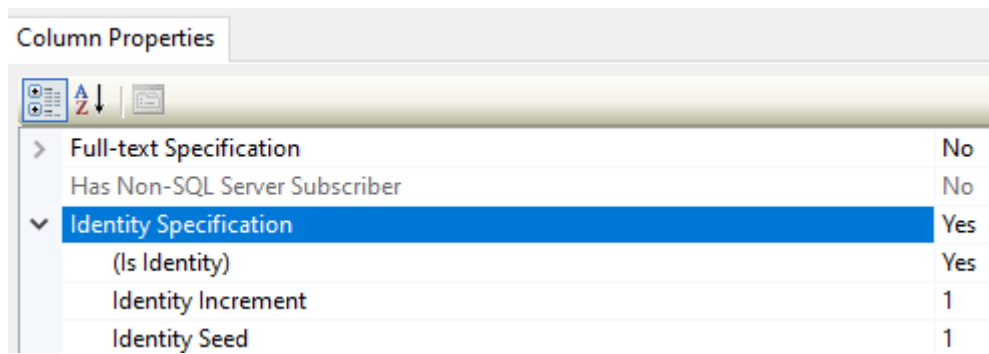 Column Properties
A
Z
Full-text Specification No
Has Non-SQL Server Subscriber No
Identity Specification Yes
(Is Identity) Yes
Identity Increment 1
Identity Seed 1